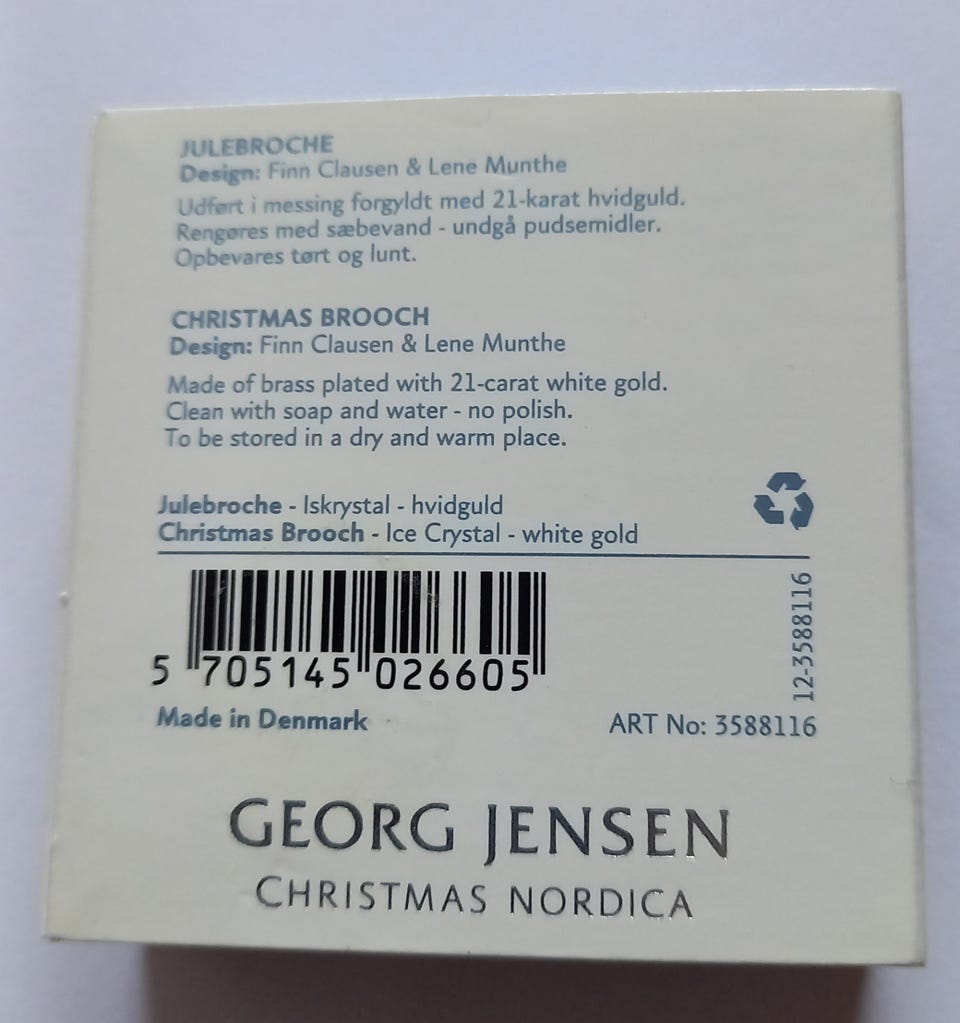 JULEBROCHE
Design: Finn Clausen & Lene Munthe
Udført i messing forgyldt med 21-karat hvidguld.
Rengøres med sæbevand - undgå pudsemidler.
Opbevares tørt og lunt.
CHRISTMAS BROOCH
Design: Finn Clausen & Lene Munthe
Made of brass plated with 21-carat white gold.
Clean with soap and water - no polish.
To be stored in a dry and warm place.
Julebroche - Iskrystal - hvidguld
Christmas Brooch - Ice Crystal - white gold
5 705145 026605
12-3588116
Made in Denmark
ART No: 3588116
GEORG JENSEN
CHRISTMAS NORDICA